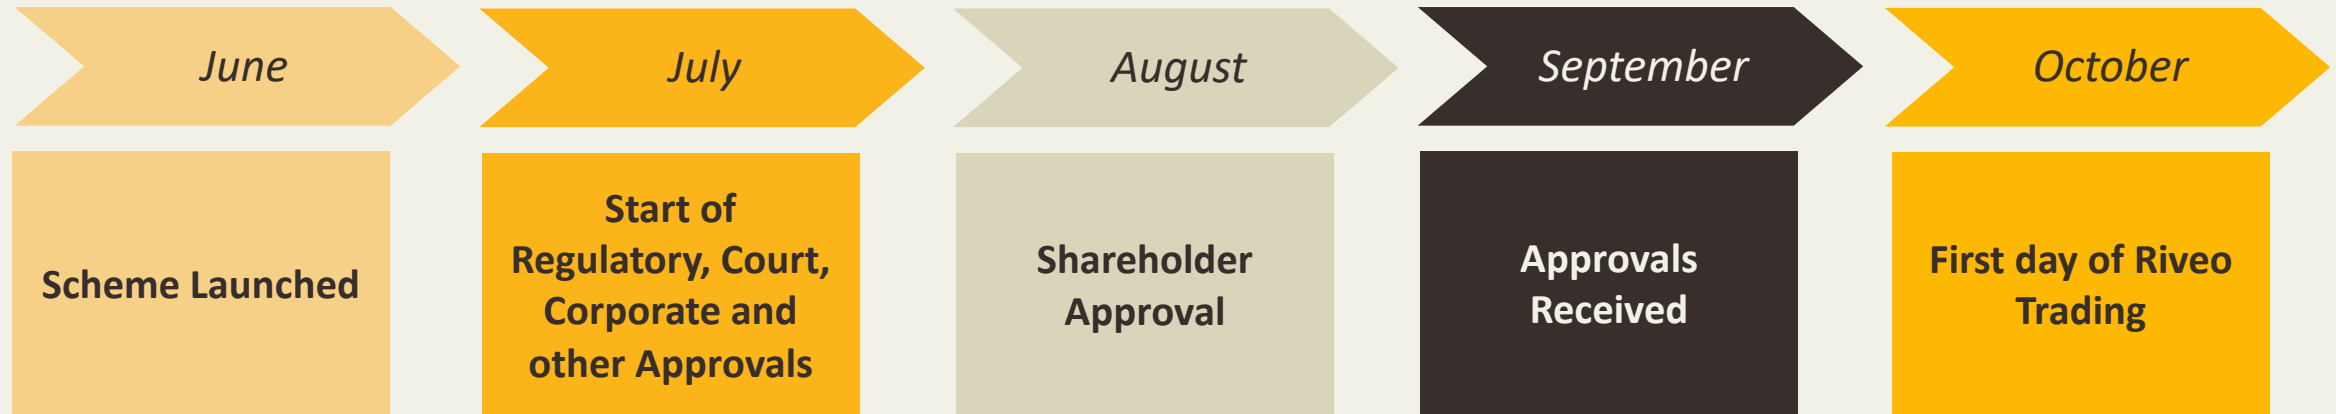 June
July
August
September
October
Scheme Launched
Start of
Regulatory, Court,
Corporate and
other Approvals
Shareholder
Approval
Approvals
Received
First day of Riveo
Trading